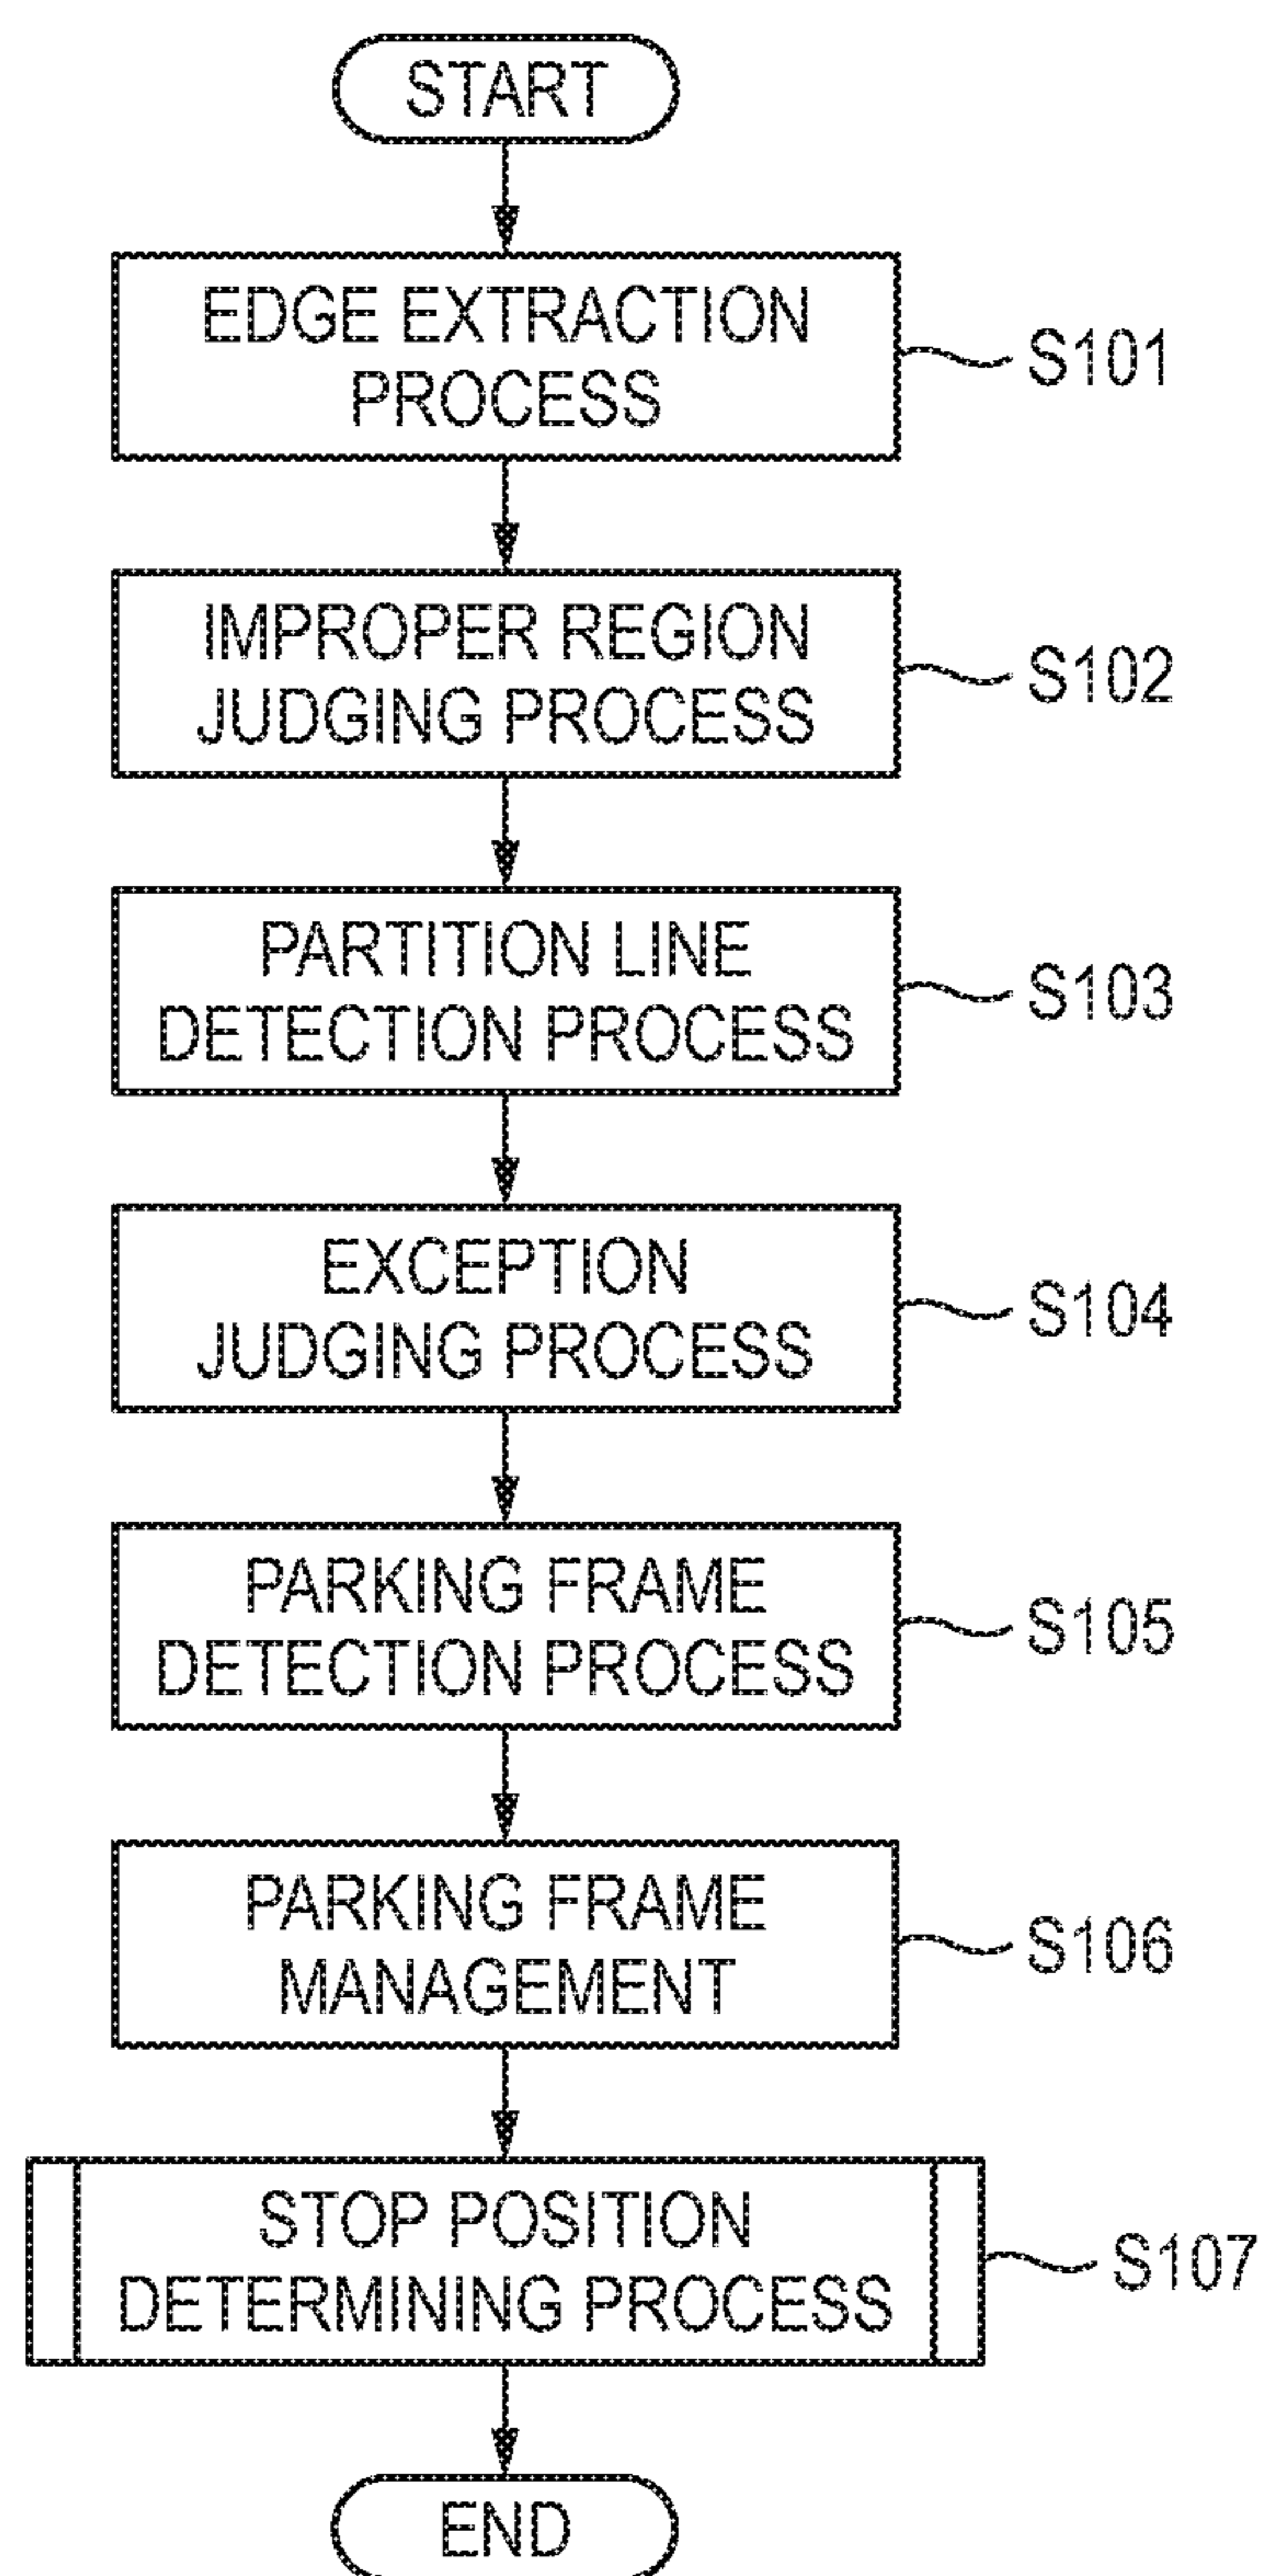 START
EDGE EXTRACTION
PROCESS
S101
IMPROPER REGION
JUDGING PROCESS
S102
PARTITION LINE
DETECTION PROCESS
S103
EXCEPTION
JUDGING PROCESS
S104
PARKING FRAME
DETECTION PROCESS
S105
PARKING FRAME
MANAGEMENT
S106
STOP POSITION
DETERMINING PROCESS
S107
END